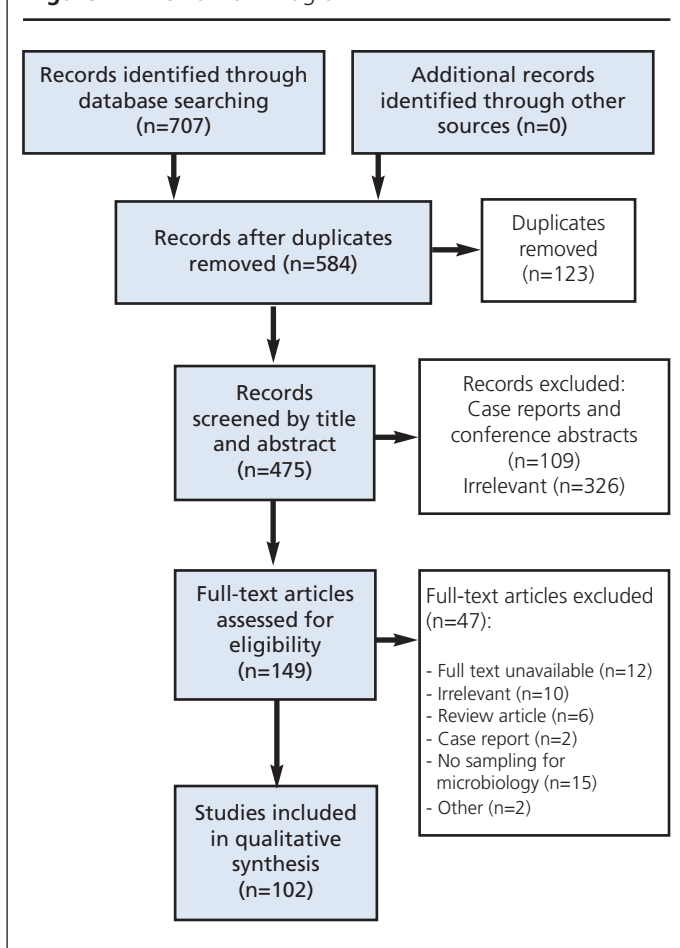 Records identified through
database searching
(n=707)
Additional records
identified through other
sources (n=0)
Records after duplicates
removed (n=584)
Duplicates
removed
(n=123)
Records
screened by title
and abstract
(n=475)
Records excluded:
Case reports and
conference abstracts
(n=109)
Irrelevant (n=326)
Full-text articles
assessed for
eligibility
(n=149)
Full-text articles excluded
(n=47):
- Full text unavailable (n=12)
- Irrelevant (n=10)
- Review article (n=6)
- Case report (n=2)
- No sampling for
microbiology (n=15)
- Other (n=2)
Studies included
in qualitative
synthesis
(n=102)